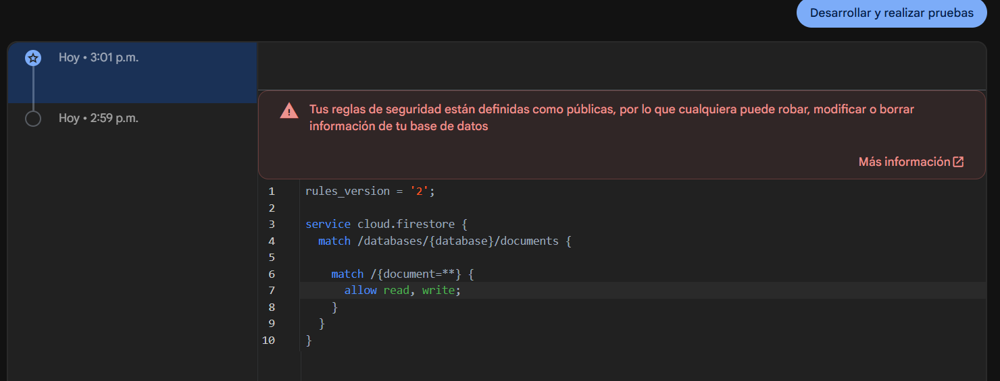 Desarrollar y realizar pruebas
Hoy • 3:01 p.m.
Hoy • 2:59 p.m.
Tus reglas de seguridad están definidas como públicas, por lo que cualquiera puede robar, modificar o borrar
información de tu base de datos
Más información
1 rules_version = '2';
2
3 service cloud.firestore {
4 match /databases/{database}/documents {
5
6 match /{document=**} {
7 allow read, write;
8 }
9 }
10 }